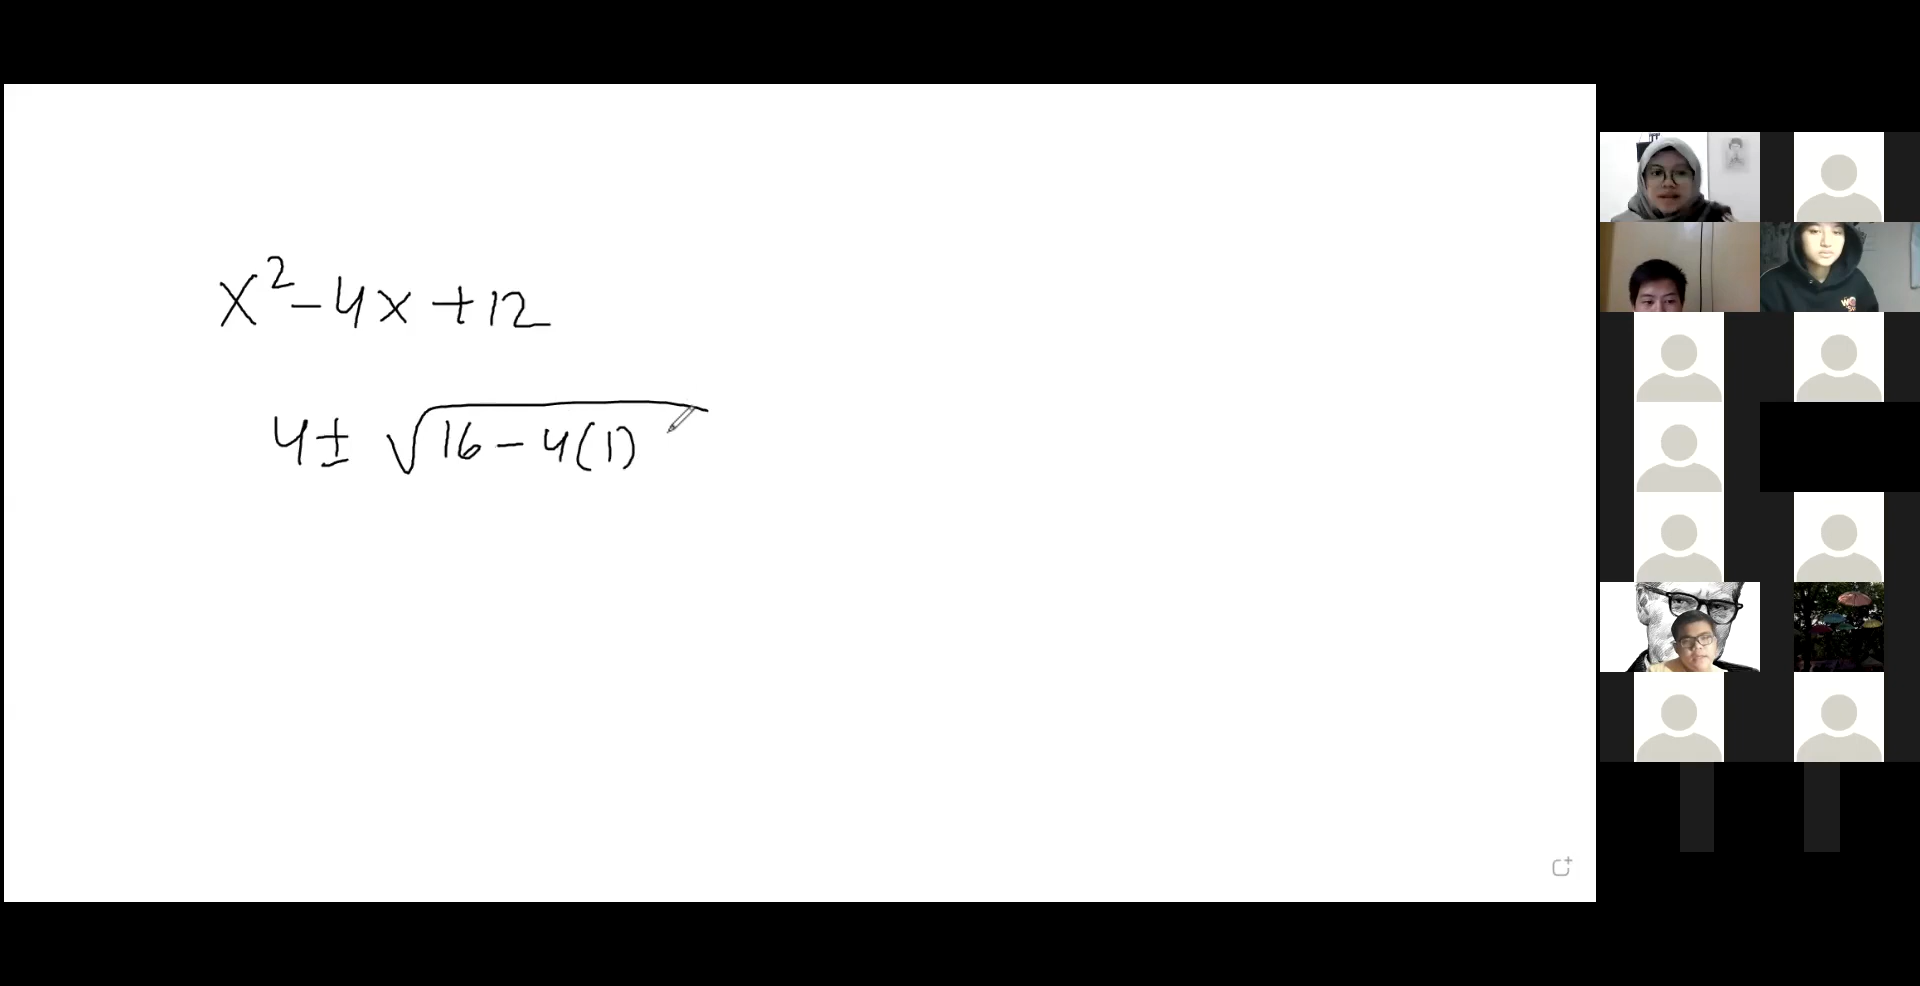 x² - 4x + 12
4 ± √16 - 4(1)